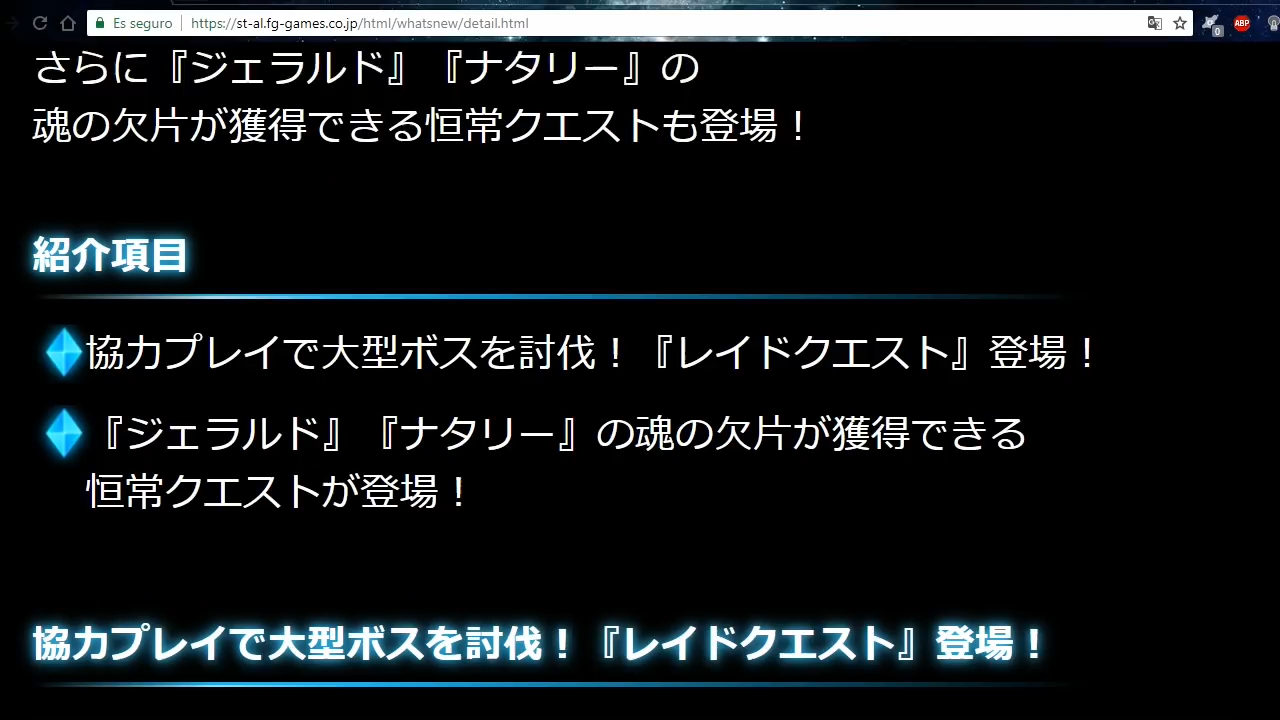 Es seguro https://st-al.fg-games.co.jp/html/whatsnew/detail.html 0 ABP
さらに『ジェラルド』『ナタリー』の
魂の欠片が獲得できる恒常クエストも登場！
紹介項目
協力プレイで大型ボスを討伐！『レイドクエスト』登場！
『ジェラルド』『ナタリー』の魂の欠片が獲得できる
恒常クエストが登場！
協力プレイで大型ボスを討伐！『レイドクエスト』登場！